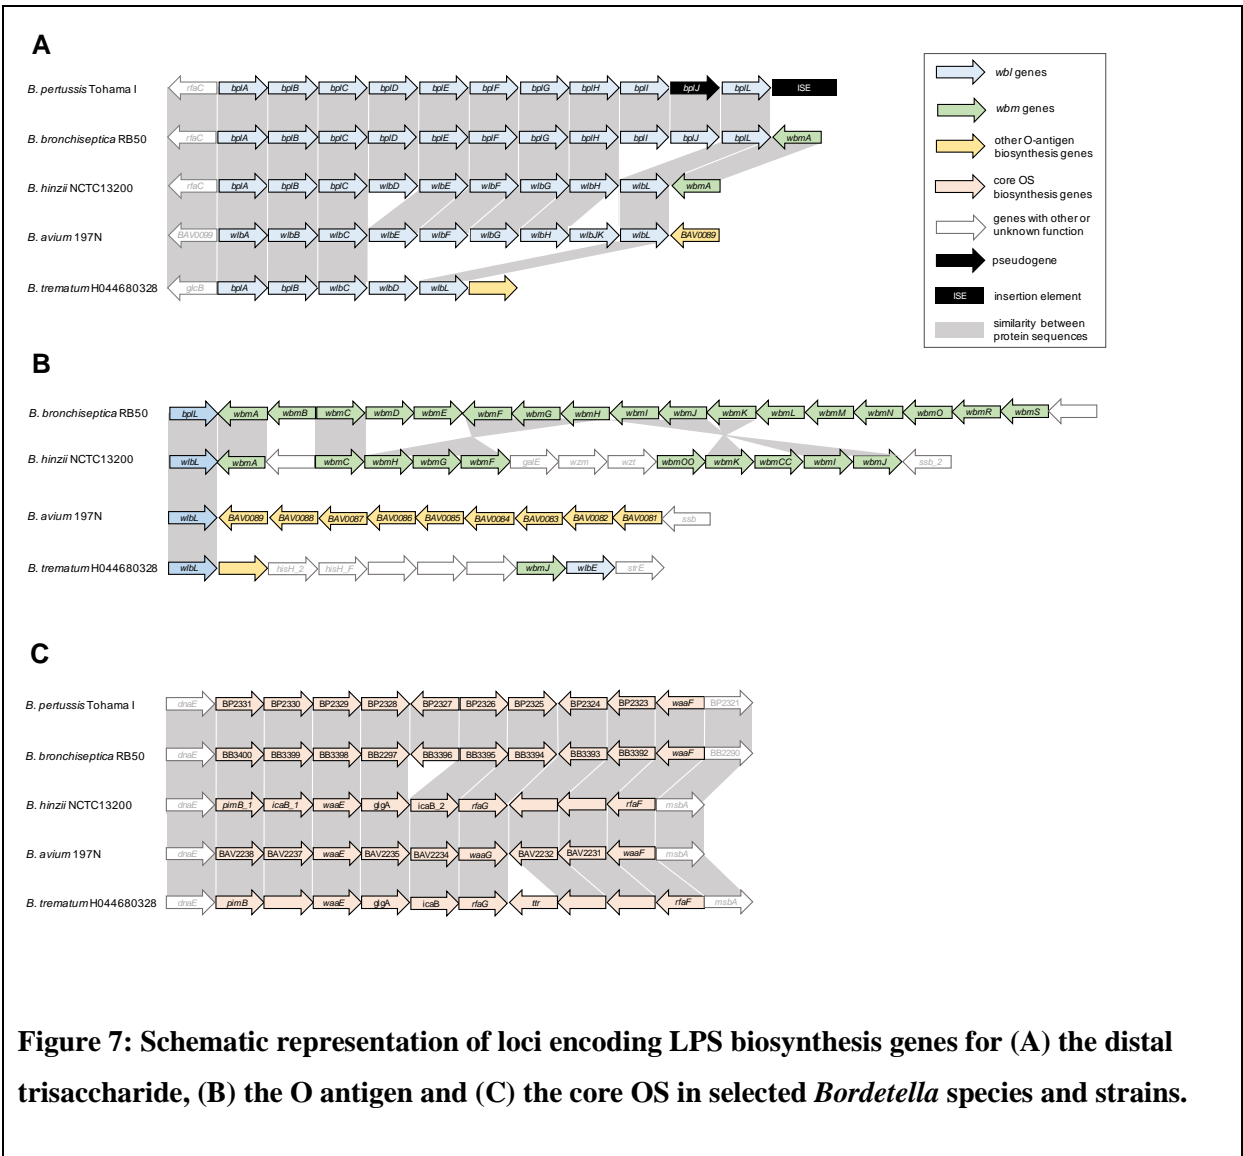 A
B. pertussis Tohama I rfaC bplA bplB bplC bplD bplE bplF bplG bplH bplI bplJ bplL ISE
B. bronchiseptica RB50 rfaC bplA bplB bplC bplD bplE bplF bplG bplH bplI bplJ bplL wbmA
B. hinzii NCTC13200 rfaC bplA bplB bplC wlbD wlbE wlbF wlbG wlbH wlbL wbmA
B. avium 197N BAV0099 wlbA wlbB wlbC wlbE wlbF wlbG wlbH wlbJK wlbL BAV0089
B. trematum H044680328 glcB bplA bplB wlbC wlbD wlbL
wbl genes
wbm genes
other O-antigen
biosynthesis genes
core OS
biosynthesis genes
genes with other or
unknown function
pseudogene
ISE insertion element
similarity between
protein sequences
B
B. bronchiseptica RB50 bplL wbmA wbmB wbmC wbmD wbmE wbmF wbmG wbmH wbmI wbmJ wbmK wbmL wbmM wbmN wbmO wbmR wbmS
B. hinzii NCTC13200 wlbL wbmA wbmC wbmH wbmG wbmF galE wzm wzt wbmOO wbmK wbmCC wbmI wbmJ ssb_2
B. avium 197N wlbL BAV0089 BAV0088 BAV0087 BAV0086 BAV0085 BAV0084 BAV0083 BAV0082 BAV0081 ssb
B. trematum H044680328 wlbL hisH_2 hisH_F wbmJ wlbE strE
C
B. pertussis Tohama I dnaE BP2331 BP2330 BP2329 BP2328 BP2327 BP2326 BP2325 BP2324 BP2323 waaF BP2321
B. bronchiseptica RB50 dnaE BB3400 BB3399 BB3398 BB2297 BB3396 BB3395 BB3394 BB3393 BB3392 waaF BB2290
B. hinzii NCTC13200 dnaE pimB_1 icaB_1 waaE glgA icaB_2 rfaG rfaF msbA
B. avium 197N dnaE BAV2238 BAV2237 waaE BAV2235 BAV2234 waaG BAV2232 BAV2231 waaF msbA
B. trematum H044680328 dnaE pimB waaE glgA icaB rfaG ttr rfaF msbA
Figure 7: Schematic representation of loci encoding LPS biosynthesis genes for (A) the distal
trisaccharide, (B) the O antigen and (C) the core OS in selected Bordetella species and strains.